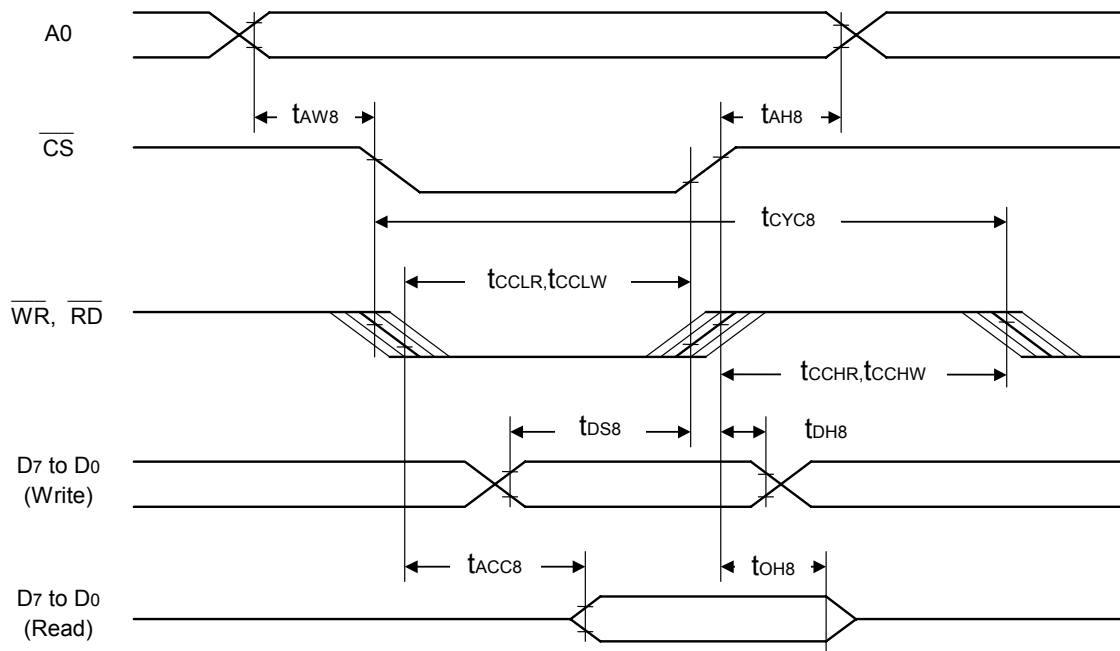 A0
tAW8
tAH8
CS
tCYC8
tCCLR,tCCLW
WR, RD
tCCHR,tCCHW
tDS8
tDH8
D7 to D0
(Write)
tACC8
tOH8
D7 to D0
(Read)